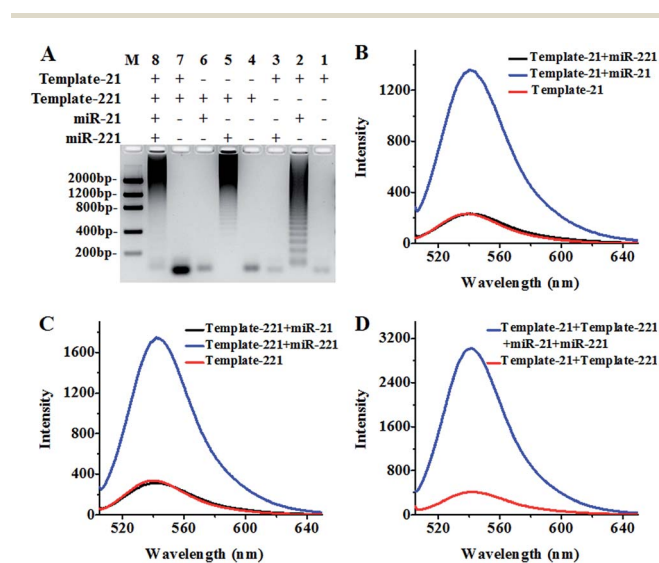 A
M 8 7 6 5 4 3 2 1
Template-21 + + - - - + + +
Template-221 + + + + + - - -
miR-21 + - + - - - + -
miR-221 + - - + - + - -
2000bp-
1200bp-
800bp-
400bp-
200bp-
B
Template-21+miR-221
Template-21+miR-21
Template-21
Intensity
1200
800
400
0
520 560 600 640
Wavelength (nm)
C
Template-221+miR-21
Template-221+miR-221
Template-221
Intensity
1600
1200
800
400
0
520 560 600 640
Wavelength (nm)
D
Template-21+Template-221
+miR-21+miR-221
Template-21+Template-221
Intensity
3200
2400
1600
800
0
520 560 600 640
Wavelength (nm)